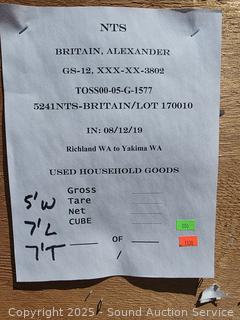 NTS
BRITAIN, ALEXANDER
GS-12, XXX-XX-3802
TOSS00-05-G-1577
5241NTS-BRITAIN/LOT 170010
IN: 08/12/19
Richland WA to Yakima WA
USED HOUSEHOLD GOODS
Gross
Tare
Net
CUBE
5'W
7'L
7'T
OF
Copyright 2025 - Sound Auction Service